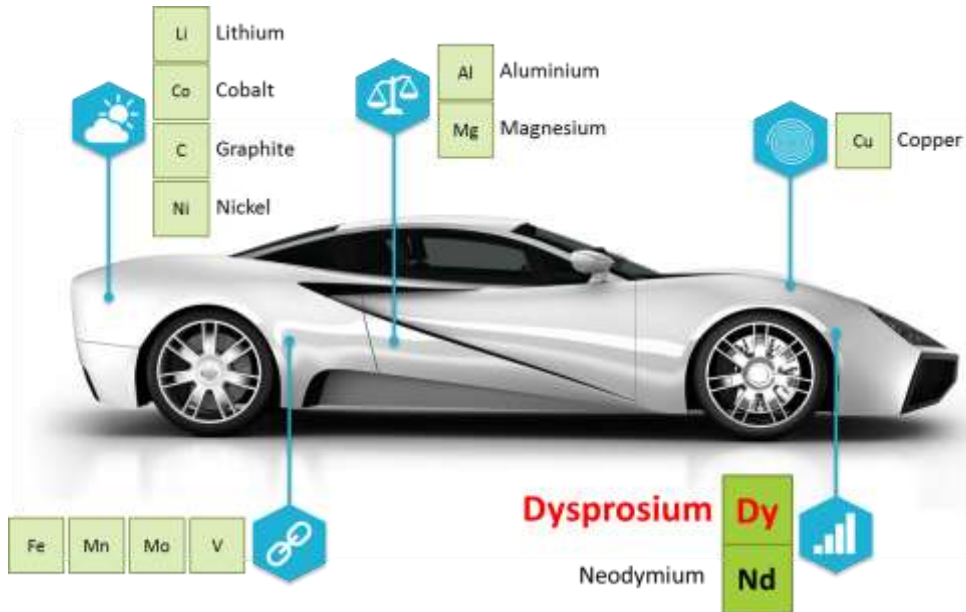 Li Lithium
Co Cobalt
C Graphite
Ni Nickel
Al Aluminium
Mg Magnesium
Cu Copper
Fe Mn Mo V
Dysprosium Dy
Neodymium Nd